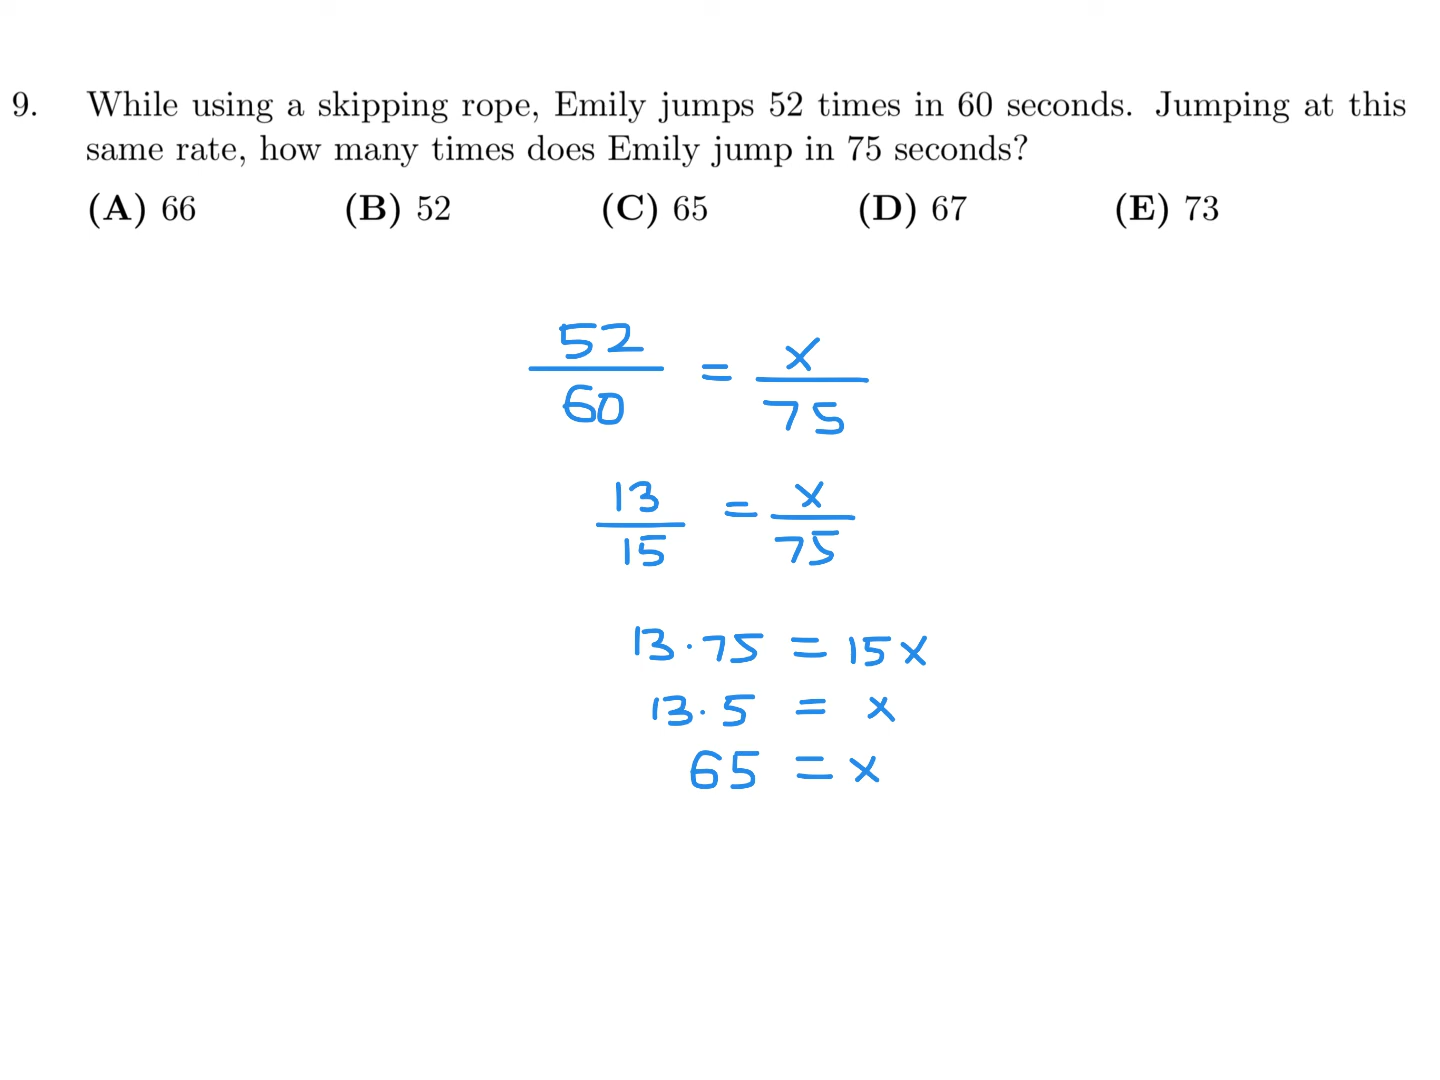 9. While using a skipping rope, Emily jumps 52 times in 60 seconds. Jumping at this
same rate, how many times does Emily jump in 75 seconds?
(A) 66 (B) 52 (C) 65 (D) 67 (E) 73
52/60 = x/75
13/15 = x/75
13·75 = 15x
13·5 = x
65 = x